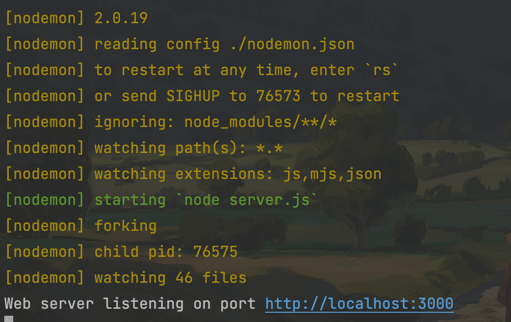 [nodemon] 2.0.19
[nodemon] reading config ./nodemon.json
[nodemon] to restart at any time, enter `rs`
[nodemon] or send SIGHUP to 76573 to restart
[nodemon] ignoring: node_modules/**/*
[nodemon] watching path(s): *.*
[nodemon] watching extensions: js,mjs,json
[nodemon] starting `node server.js`
[nodemon] forking
[nodemon] child pid: 76575
[nodemon] watching 46 files
Web server listening on port http://localhost:3000